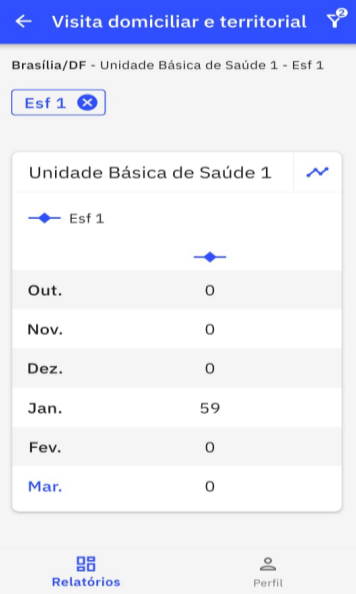 Visita domiciliar e territorial
2
Brasília/DF - Unidade Básica de Saúde 1 - Esf 1
Esf 1
Unidade Básica de Saúde 1
Esf 1
Out. 0
Nov. 0
Dez. 0
Jan. 59
Fev. 0
Mar. 0
Relatórios
Perfil